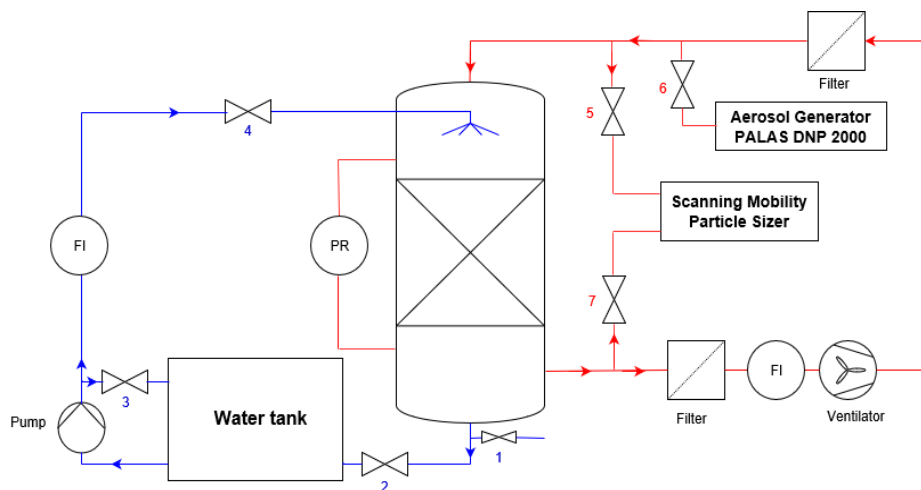 Filter
6
Aerosol Generator
PALAS DNP 2000
5
4
Scanning Mobility
Particle Sizer
FI
PR
7
3
Water tank
Pump
FI
Filter
Ventilator
1
2